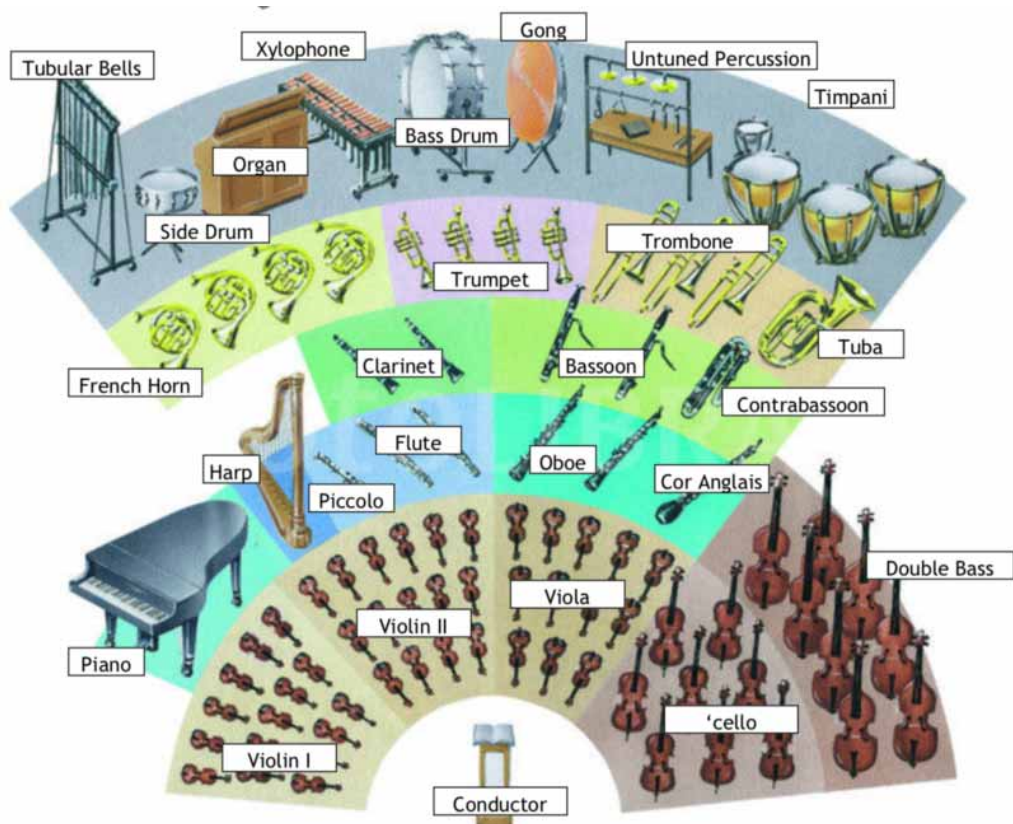 Gong
Xylophone
Untuned Percussion
Tubular Bells
Timpani
Bass Drum
Organ
Side Drum
Trombone
Trumpet
Tuba
Clarinet
Bassoon
French Horn
Contrabassoon
Flute
Oboe
Harp
Cor Anglais
Piccolo
Double Bass
Viola
Violin II
Piano
‘cello
Violin I
Conductor